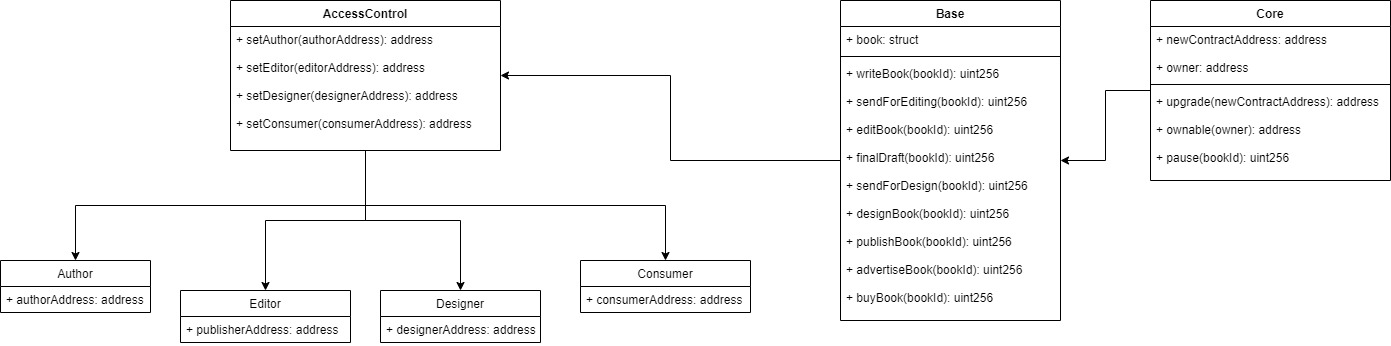 AccessControl
+ setAuthor(authorAddress): address
+ setEditor(editorAddress): address
+ setDesigner(designerAddress): address
+ setConsumer(consumerAddress): address
Base
+ book: struct
+ writeBook(bookId): uint256
+ sendForEditing(bookId): uint256
+ editBook(bookId): uint256
+ finalDraft(bookId): uint256
+ sendForDesign(bookId): uint256
+ designBook(bookId): uint256
+ publishBook(bookId): uint256
+ advertiseBook(bookId): uint256
+ buyBook(bookId): uint256
Core
+ newContractAddress: address
+ owner: address
+ upgrade(newContractAddress): address
+ ownable(owner): address
+ pause(bookId): uint256
Author
+ authorAddress: address
Editor
+ publisherAddress: address
Designer
+ designerAddress: address
Consumer
+ consumerAddress: address